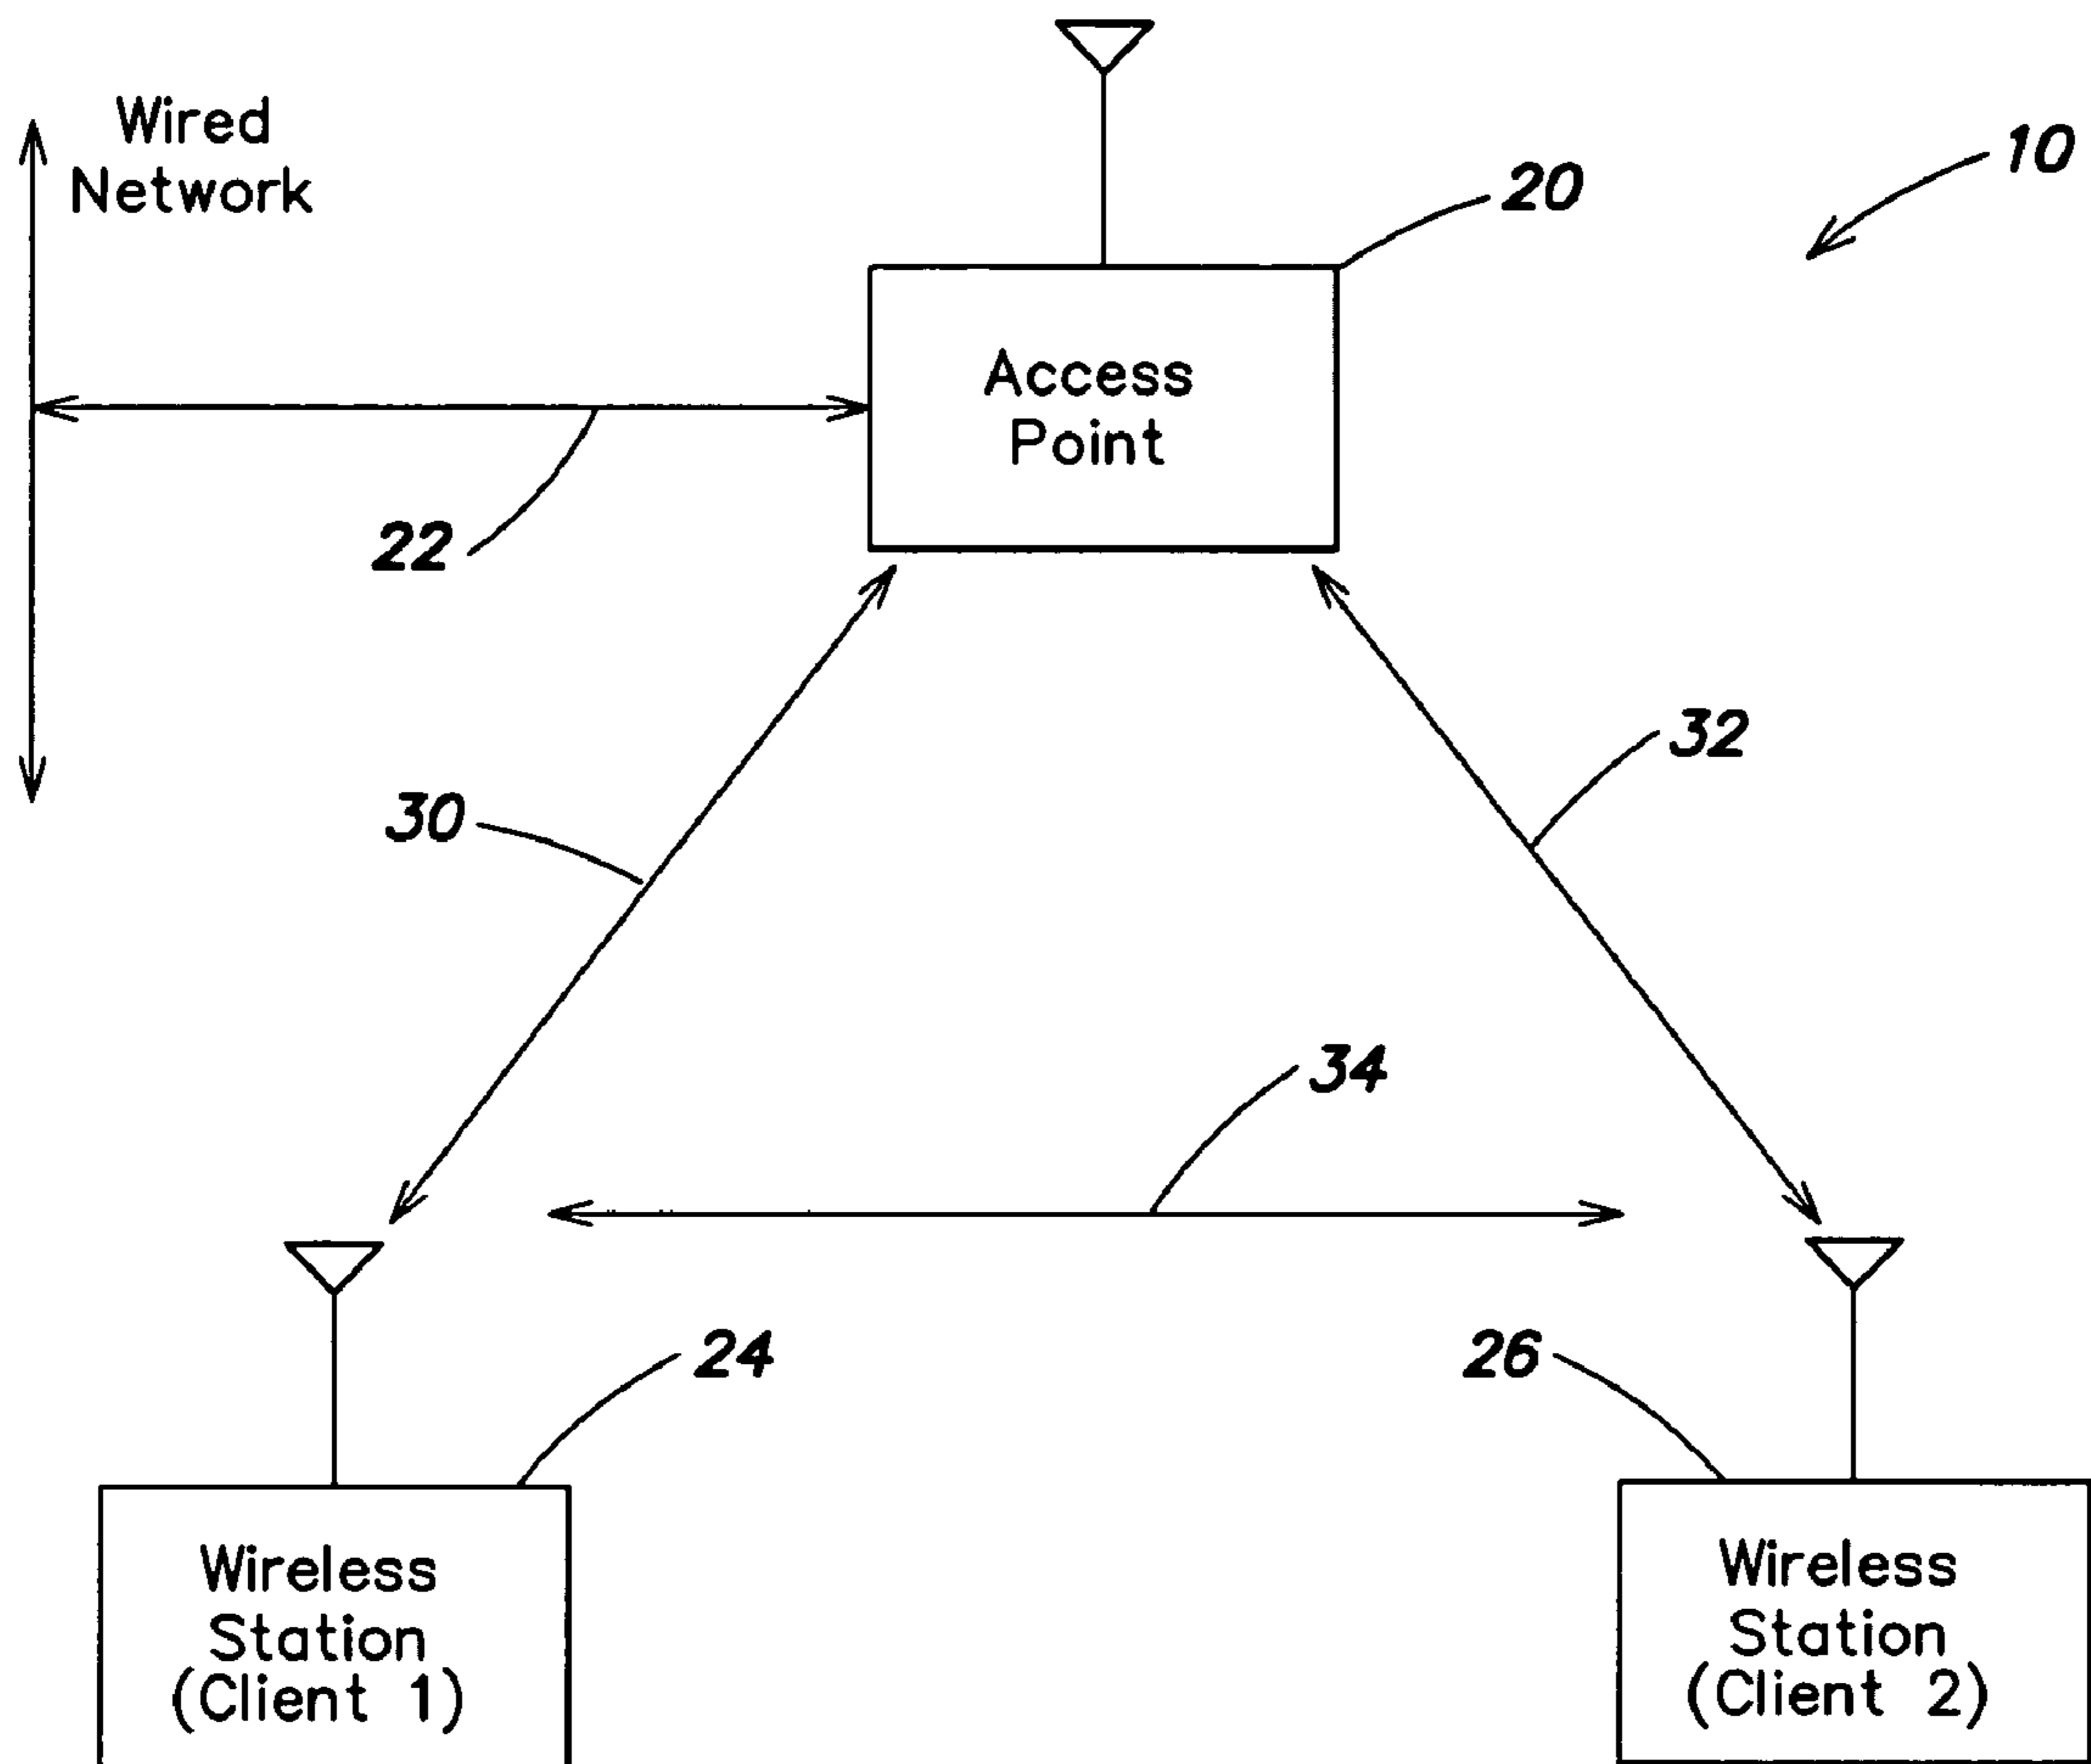 Wired
Network
10
20
Access
Point
22
32
30
34
24
26
Wireless
Station
(Client 1)
Wireless
Station
(Client 2)